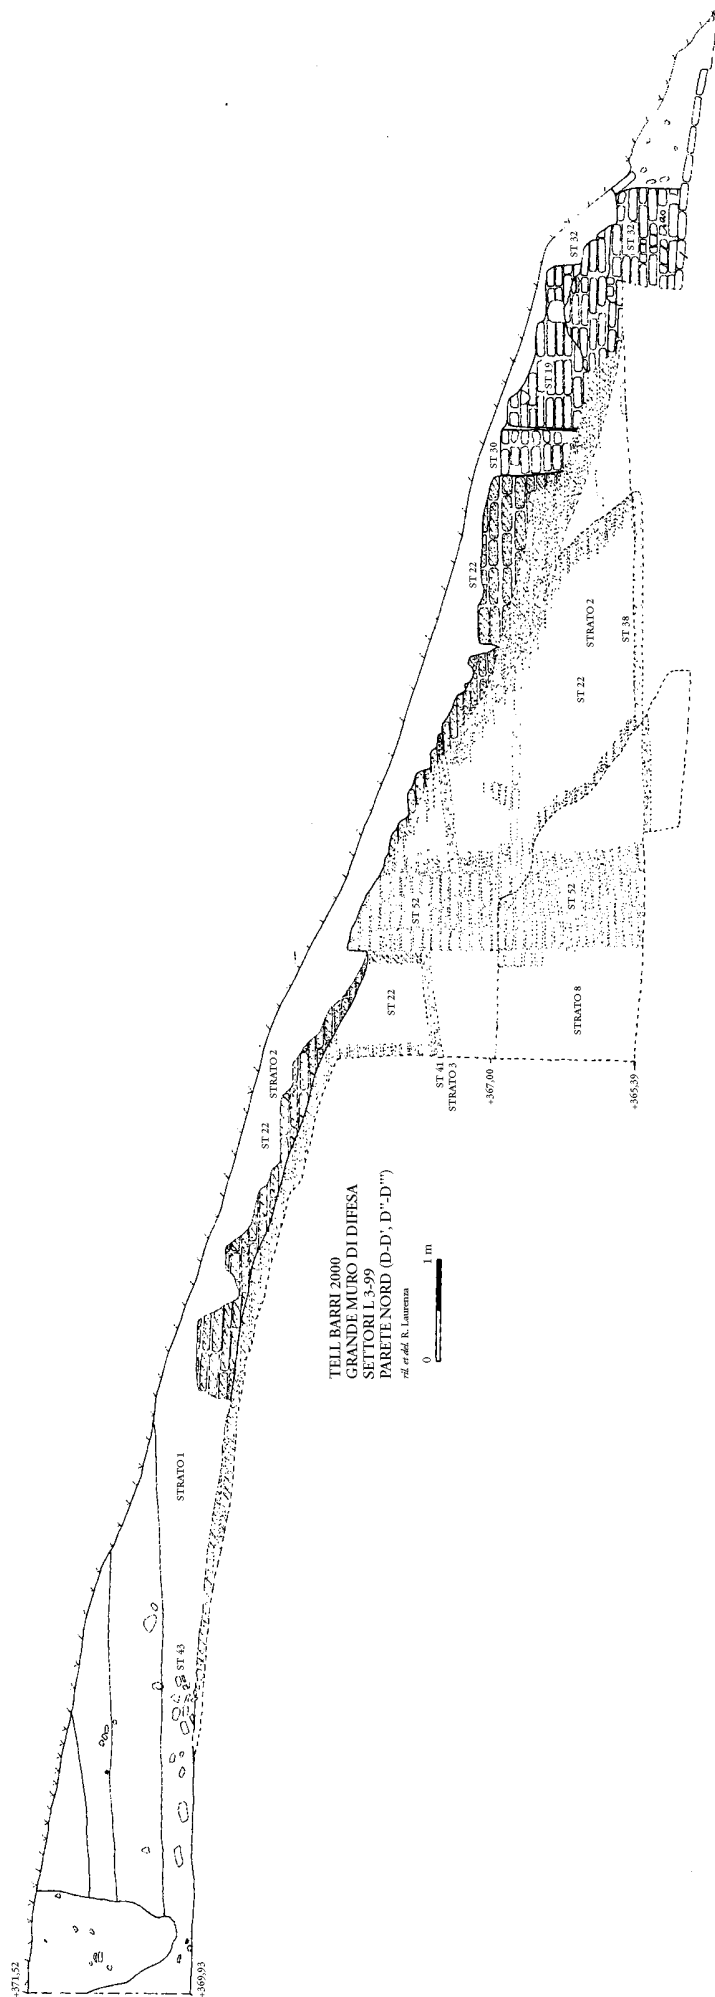 +371,52
+369,93
ST 43
STRATO 1
ST 22
STRATO 2
ST 41
STRATO 3
+367,00
+365,39
ST 22
STRATO 8
ST 52
ST 52
ST 22
ST 22
STRATO 2
ST 38
ST 30
ST 19
ST 32
ST 32
TELL BARRI 2000
GRANDE MURO DI DIFESA
SETTORI L 3-99
PARETE NORD (D-D', D''-D''')
ril. et del. R. Laurenza
0 1 m